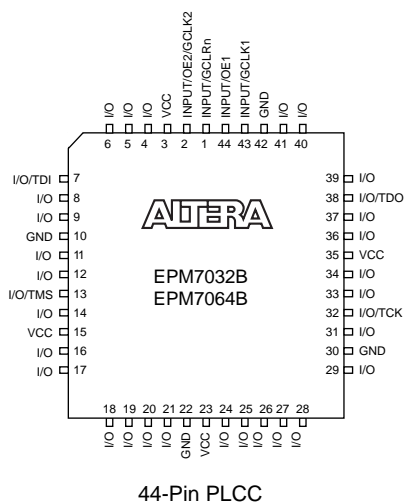 I/O I/O I/O VCC INPUT/OE2/GCLK2 INPUT/GCLRn INPUT/OE1 INPUT/GCLK1 GND I/O I/O
6 5 4 3 2 1 44 43 42 41 40
I/O/TDI 7
I/O 8
I/O 9
GND 10
I/O 11
I/O 12
I/O/TMS 13
I/O 14
VCC 15
I/O 16
I/O 17
ALTERA
EPM7032B
EPM7064B
39 I/O
38 I/O/TDO
37 I/O
36 I/O
35 VCC
34 I/O
33 I/O
32 I/O/TCK
31 I/O
30 GND
29 I/O
18 19 20 21 22 23 24 25 26 27 28
I/O I/O I/O I/O GND VCC I/O I/O I/O I/O I/O
44-Pin PLCC